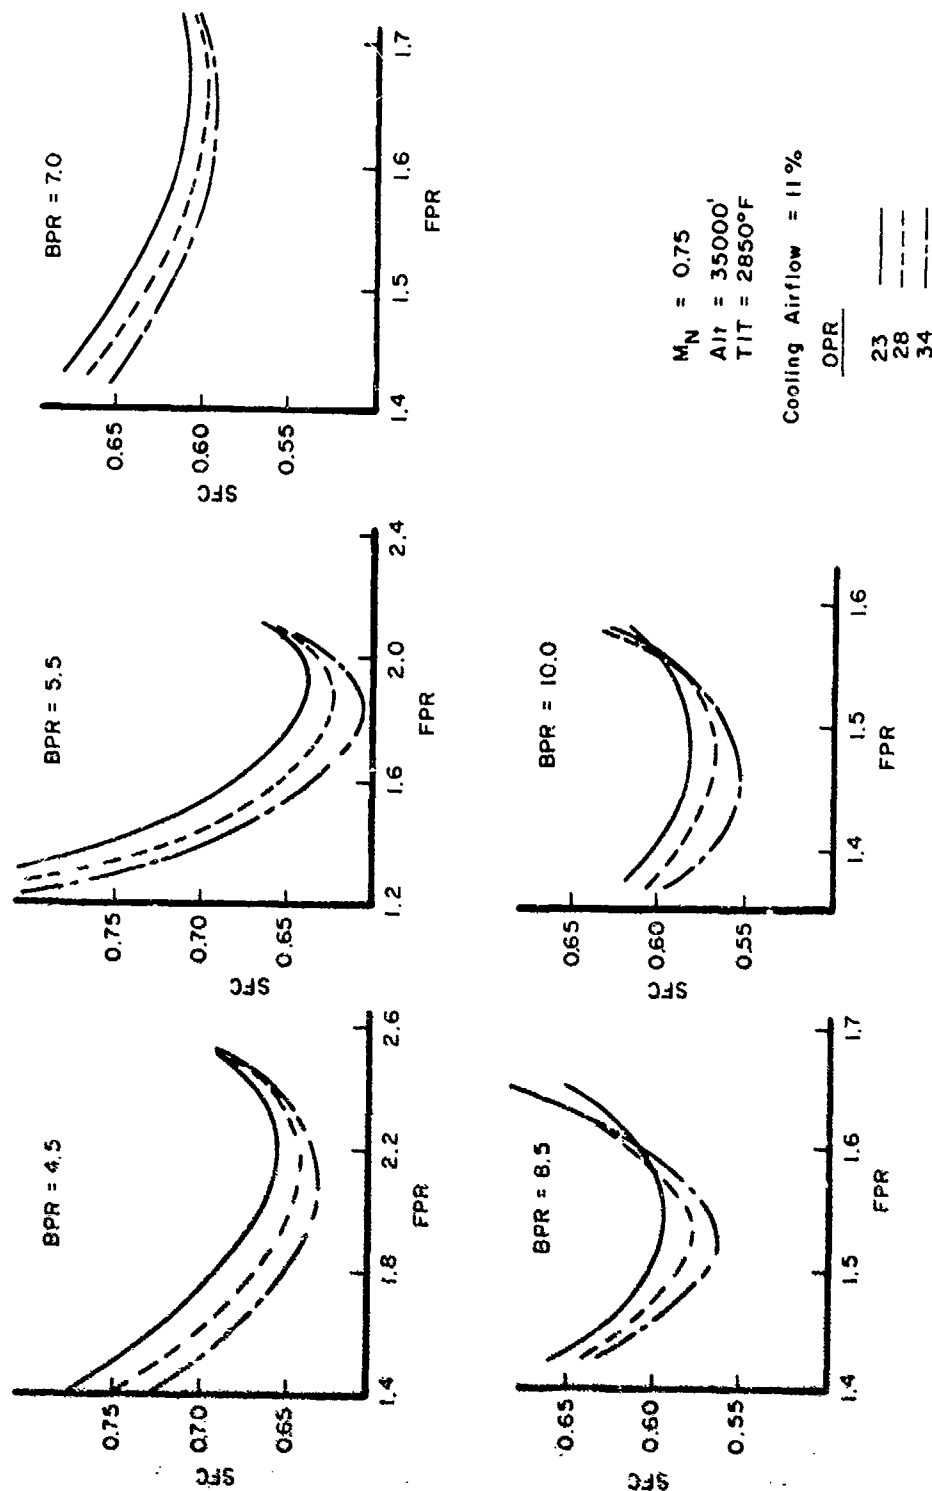 BPR = 4.5
SFC
0.75
0.70
0.65
1.4
1.8
2.2
2.6
FPR
BPR = 5.5
SFC
0.75
0.70
0.65
1.2
1.6
2.0
2.4
FPR
BPR = 7.0
SFC
0.65
0.60
0.55
1.4
1.5
1.6
1.7
FPR
BPR = 8.5
SFC
0.65
0.60
0.55
1.4
1.5
1.6
1.7
FPR
BPR = 10.0
SFC
0.65
0.60
0.55
1.4
1.5
1.6
FPR
MN = 0.75
Alt = 35000'
TIT = 2850°F
Cooling Airflow = 11%
OPR
23
28
34